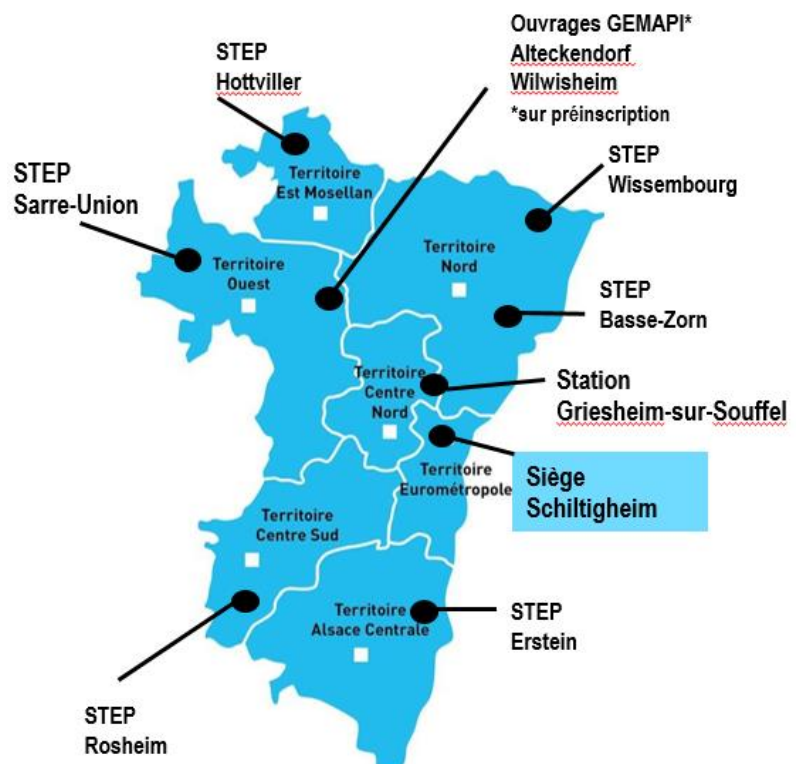 Ouvrages GEMAPI*
Alteckendorf
Wilwisheim
*sur préinscription
STEP
Hottviller
STEP
Wissembourg
STEP
Sarre-Union
Territoire
Est Mosellan
Territoire
Ouest
Territoire
Nord
STEP
Basse-Zorn
Territoire
Centre
Nord
Station
Griesheim-sur-Souffel
Territoire
Eurométropole
Siège
Schiltigheim
Territoire
Centre Sud
Territoire
Alsace Centrale
STEP
Erstein
STEP
Rosheim